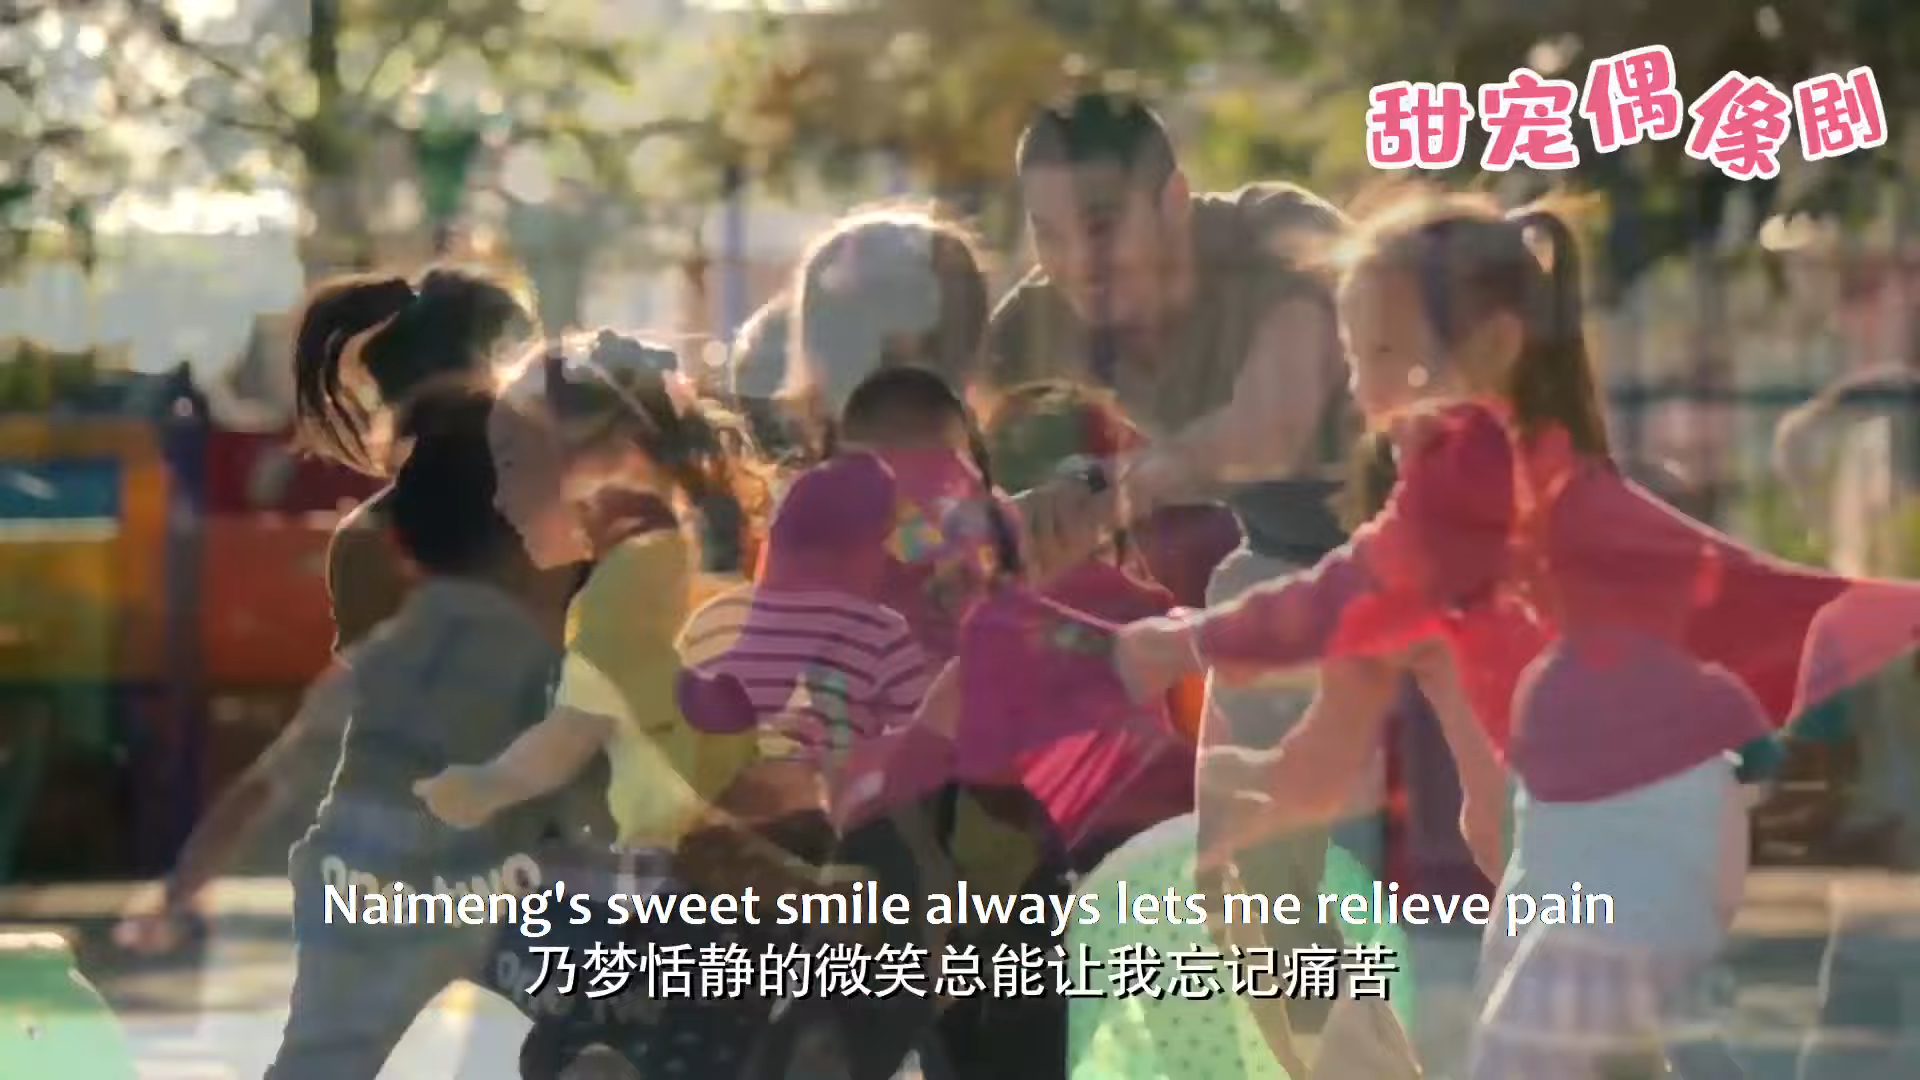 甜宠偶像剧
Naimeng's sweet smile always lets me relieve pain
乃梦恬静的微笑总能让我忘记痛苦